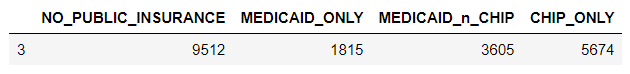 NO_PUBLIC_INSURANCE MEDICAID_ONLY MEDICAID_n_CHIP CHIP_ONLY
3 9512 1815 3605 5674